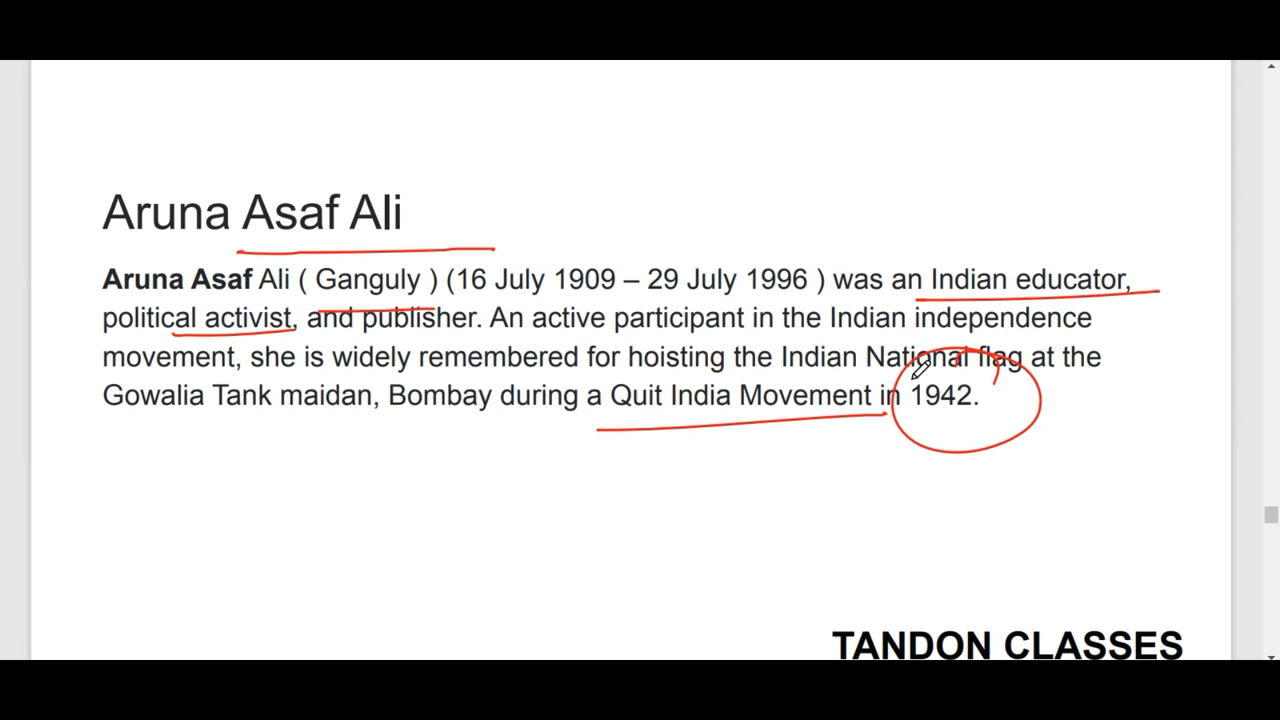 Aruna Asaf Ali
Aruna Asaf Ali ( Ganguly ) (16 July 1909 – 29 July 1996 ) was an Indian educator,
political activist, and publisher. An active participant in the Indian independence
movement, she is widely remembered for hoisting the Indian National flag at the
Gowalia Tank maidan, Bombay during a Quit India Movement in 1942.
TANDON CLASSES